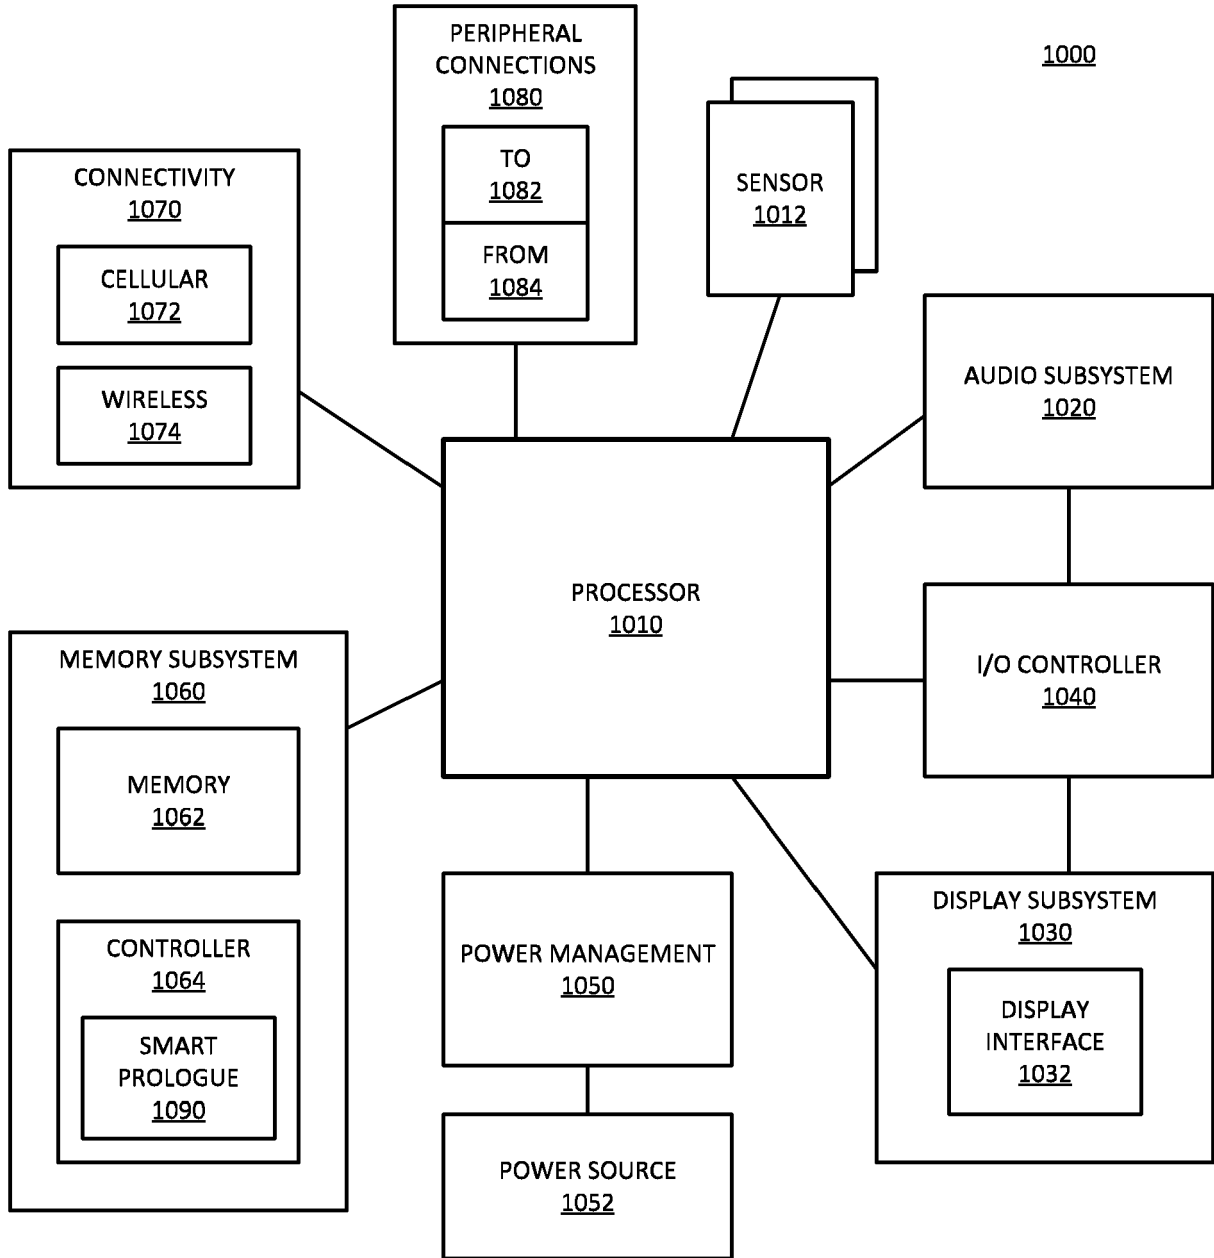 PERIPHERAL
CONNECTIONS
1080
TO
1082
FROM
1084
1000
SENSOR
1012
CONNECTIVITY
1070
CELLULAR
1072
WIRELESS
1074
AUDIO SUBSYSTEM
1020
PROCESSOR
1010
I/O CONTROLLER
1040
MEMORY SUBSYSTEM
1060
MEMORY
1062
CONTROLLER
1064
SMART
PROLOGUE
1090
POWER MANAGEMENT
1050
POWER SOURCE
1052
DISPLAY SUBSYSTEM
1030
DISPLAY
INTERFACE
1032